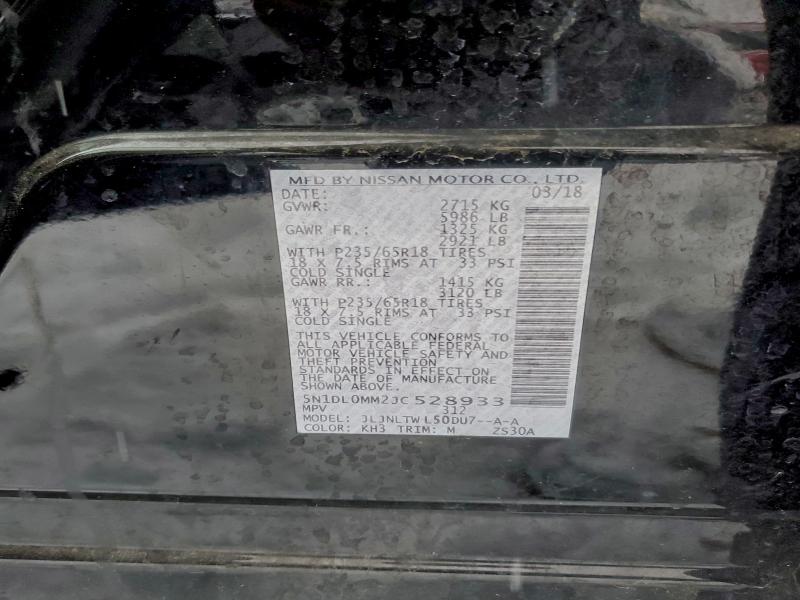 MFD BY NISSAN MOTOR CO., LTD.
DATE: 03/18
GVWR: 2715 KG
5986 LB
GAWR FR.: 1325 KG
2921 LB
WITH P235/65R18 TIRES
18 X 7.5 RIMS AT 33 PSI
COLD SINGLE
GAWR RR.: 1415 KG
3120 LB
WITH P235/65R18 TIRES
18 X 7.5 RIMS AT 33 PSI
COLD SINGLE
THIS VEHICLE CONFORMS TO
ALL APPLICABLE FEDERAL
MOTOR VEHICLE SAFETY AND
THEFT PREVENTION
STANDARDS IN EFFECT ON
THE DATE OF MANUFACTURE
SHOWN ABOVE.
5N1DL0MM2JC528933
MPV 312
MODEL: JLJNLTWL50DU7--A-A
COLOR: KH3 TRIM: M 2S30A